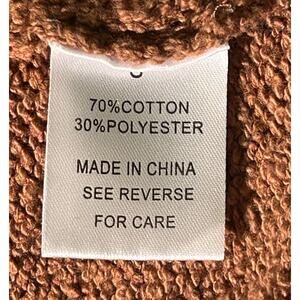 70%COTTON
30%POLYESTER
MADE IN CHINA
SEE REVERSE
FOR CARE